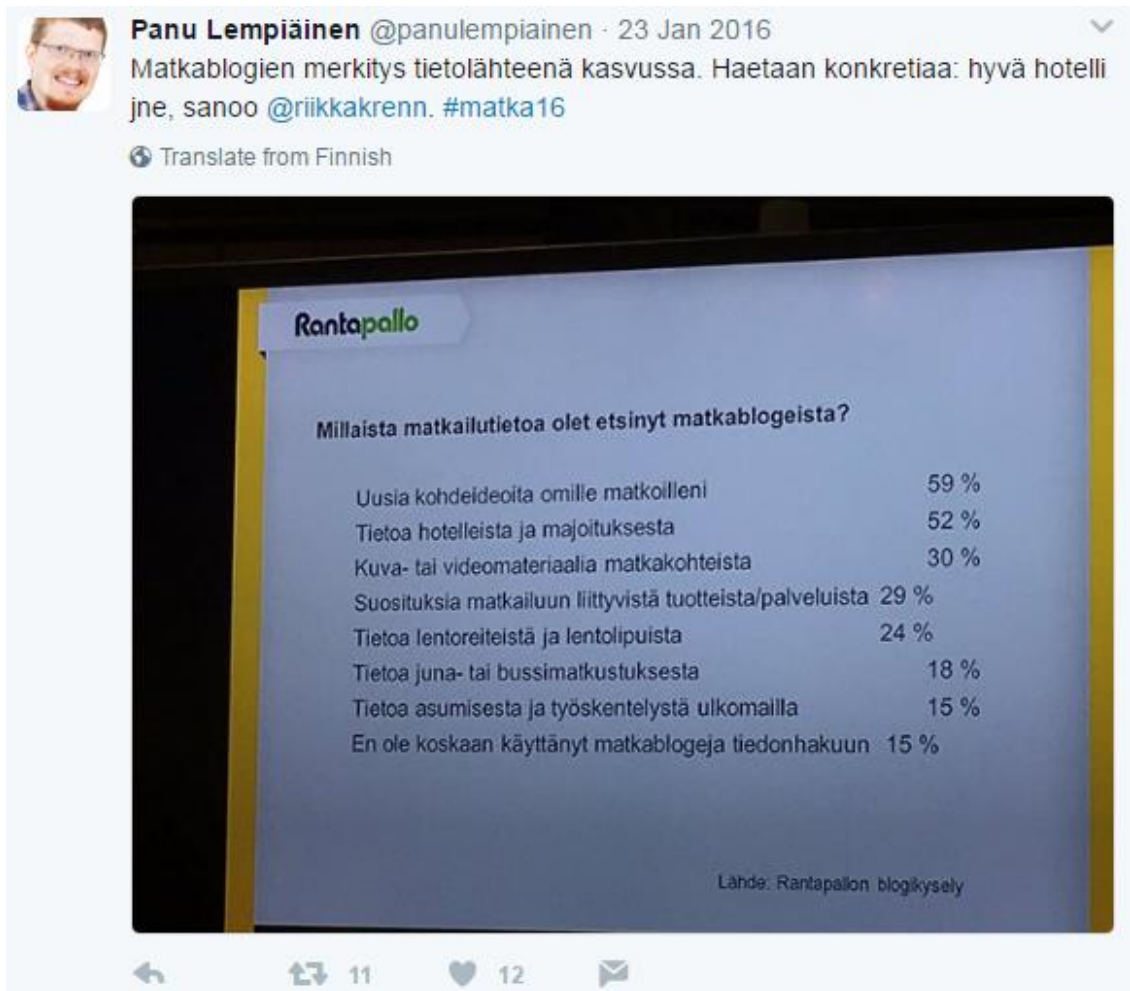 Panu Lempiäinen @panulempiainen · 23 Jan 2016
Matkablogien merkitys tietolähteenä kasvussa. Haetaan konkretiaa: hyvä hotelli
jne, sanoo @riikkakrenn. #matka16
Translate from Finnish
Rantapallo
Millaista matkailutietoa olet etsinyt matkablogeista?
Uusia kohdeideoita omille matkoilleni 59 %
Tietoa hotelleista ja majoituksesta 52 %
Kuva- tai videomateriaalia matkakohteista 30 %
Suosituksia matkailuun liittyvistä tuotteista/palveluista 29 %
Tietoa lentoreiteistä ja lentolipuista 24 %
Tietoa juna- tai bussimatkustuksesta 18 %
Tietoa asumisesta ja työskentelystä ulkomailla 15 %
En ole koskaan käyttänyt matkablogeja tiedonhakuun 15 %
Lähde: Rantapallon blogikysely
11 12